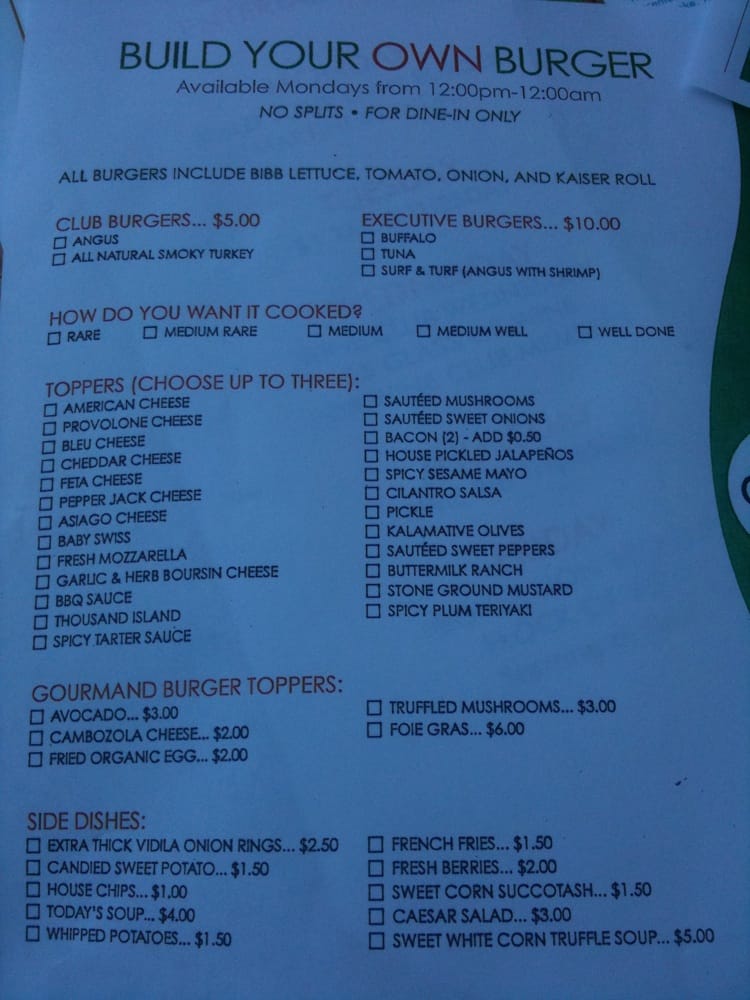 BUILD YOUR OWN BURGER
Available Mondays from 12:00pm-12:00am
NO SPLITS • FOR DINE-IN ONLY
ALL BURGERS INCLUDE BIBB LETTUCE, TOMATO, ONION, AND KAISER ROLL
CLUB BURGERS... $5.00
ANGUS
ALL NATURAL SMOKY TURKEY
EXECUTIVE BURGERS... $10.00
BUFFALO
TUNA
SURF & TURF (ANGUS WITH SHRIMP)
HOW DO YOU WANT IT COOKED?
RARE MEDIUM RARE MEDIUM MEDIUM WELL WELL DONE
TOPPERS (CHOOSE UP TO THREE):
AMERICAN CHEESE
PROVOLONE CHEESE
BLEU CHEESE
CHEDDAR CHEESE
FETA CHEESE
PEPPER JACK CHEESE
ASIAGO CHEESE
BABY SWISS
FRESH MOZZARELLA
GARLIC & HERB BOURSIN CHEESE
BBQ SAUCE
THOUSAND ISLAND
SPICY TARTER SAUCE
SAUTÉED MUSHROOMS
SAUTÉED SWEET ONIONS
BACON (2) - ADD $0.50
HOUSE PICKLED JALAPEÑOS
SPICY SESAME MAYO
CILANTRO SALSA
PICKLE
KALAMATIVE OLIVES
SAUTÉED SWEET PEPPERS
BUTTERMILK RANCH
STONE GROUND MUSTARD
SPICY PLUM TERIYAKI
GOURMAND BURGER TOPPERS:
AVOCADO... $3.00
CAMBOZOLA CHEESE... $2.00
FRIED ORGANIC EGG... $2.00
TRUFFLED MUSHROOMS... $3.00
FOIE GRAS... $6.00
SIDE DISHES:
EXTRA THICK VIDILA ONION RINGS... $2.50
CANDIED SWEET POTATO... $1.50
HOUSE CHIPS... $1.00
TODAY'S SOUP... $4.00
WHIPPED POTATOES... $1.50
FRENCH FRIES... $1.50
FRESH BERRIES... $2.00
SWEET CORN SUCCOTASH... $1.50
CAESAR SALAD... $3.00
SWEET WHITE CORN TRUFFLE SOUP... $5.00